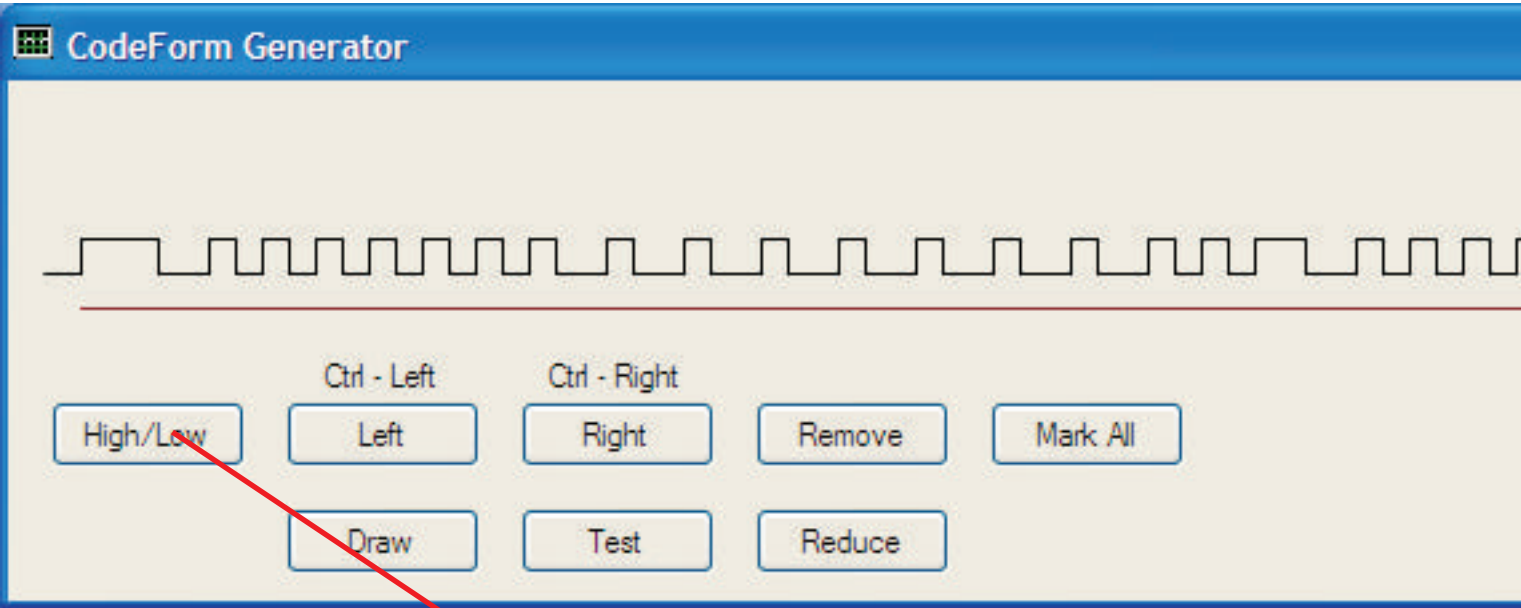 CodeForm Generator
Ctrl - Left Ctrl - Right
High/Low Left Right Remove Mark All
Draw Test Reduce